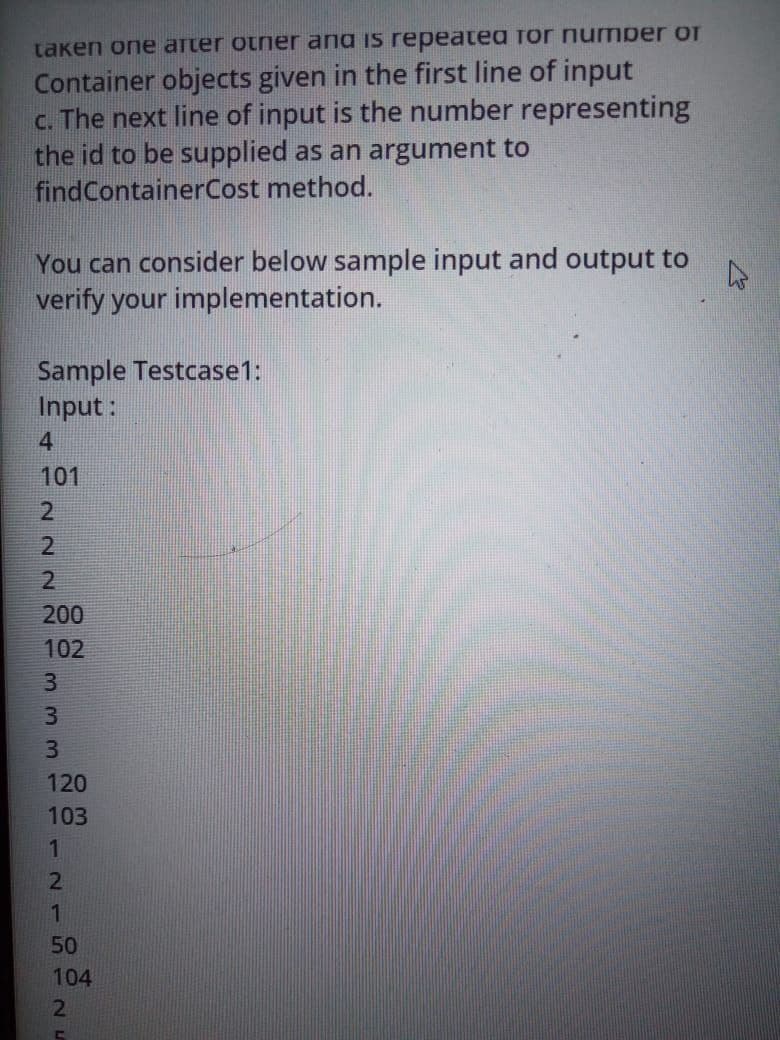 taken one after other and is repeated for number of
Container objects given in the first line of input
c. The next line of input is the number representing
the id to be supplied as an argument to
findContainerCost method.
You can consider below sample input and output to
verify your implementation.
Sample Testcase1:
Input :
4
101
2
2
2
200
102
3
3
3
120
103
1
2
1
50
104
2
5